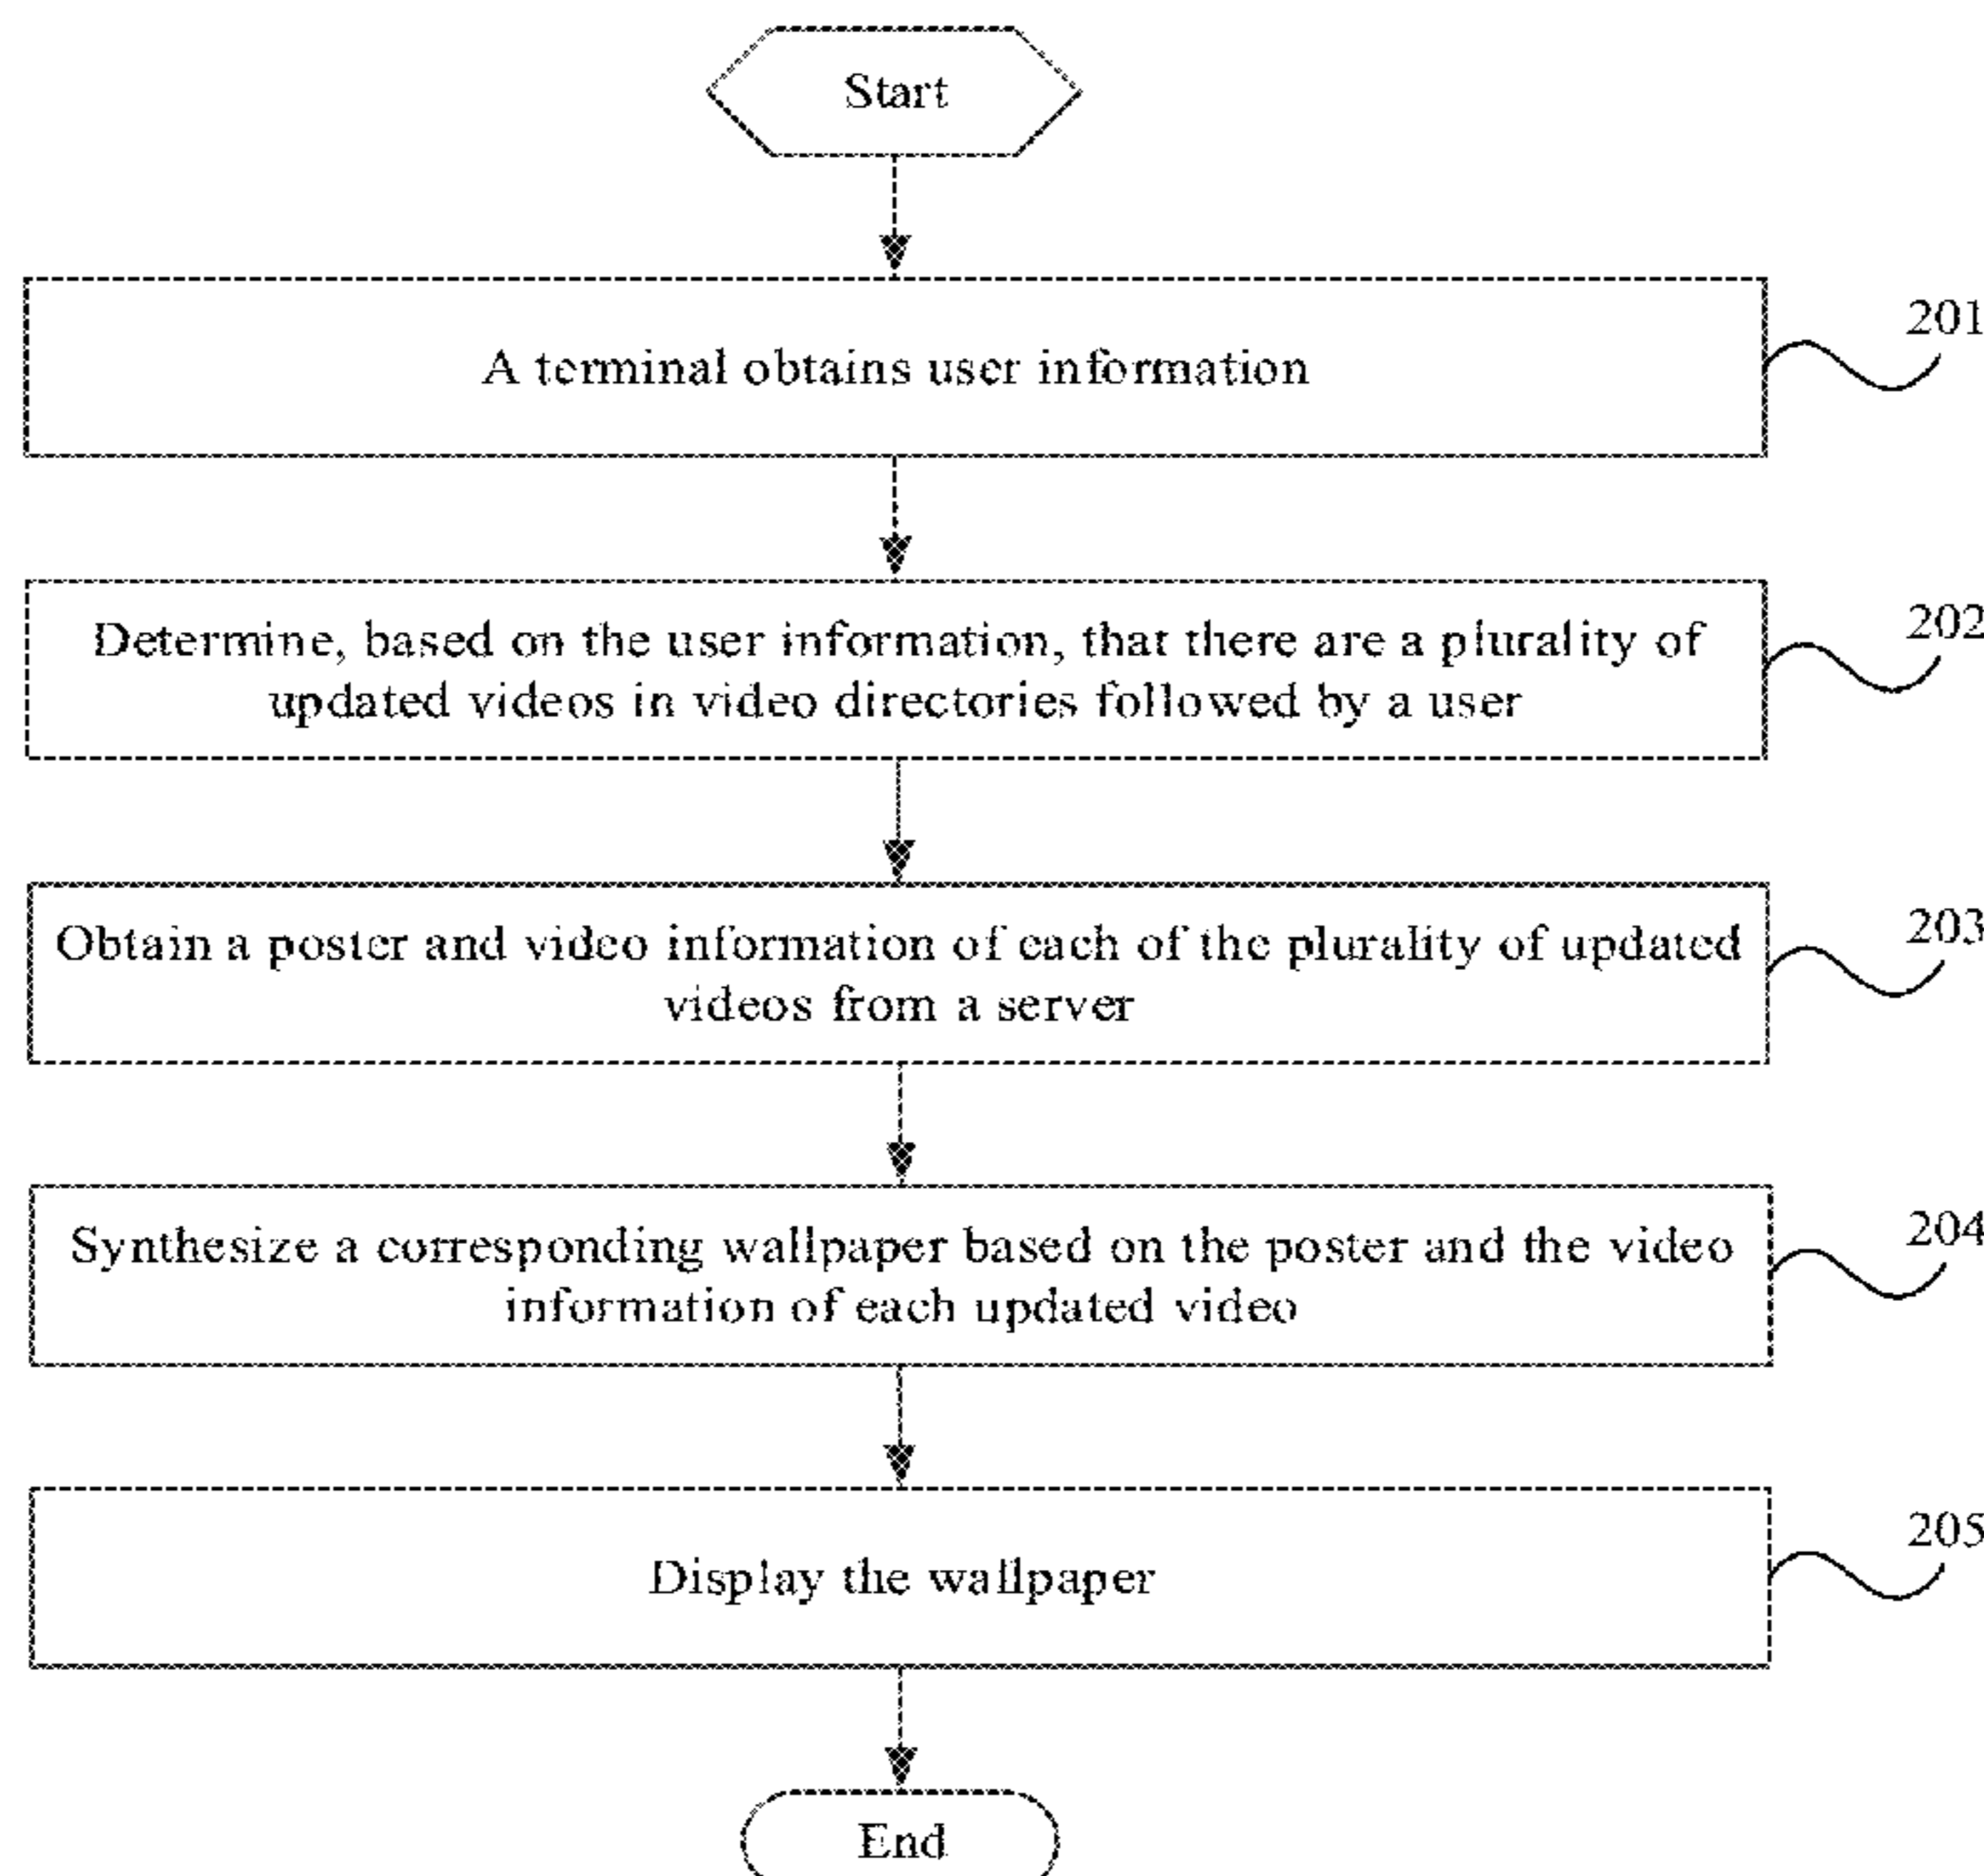 Start
A terminal obtains user information
201
Determine, based on the user information, that there are a plurality of
updated videos in video directories followed by a user
202
Obtain a poster and video information of each of the plurality of updated
videos from a server
203
Synthesize a corresponding wallpaper based on the poster and the video
information of each updated video
204
Display the wallpaper
205
End